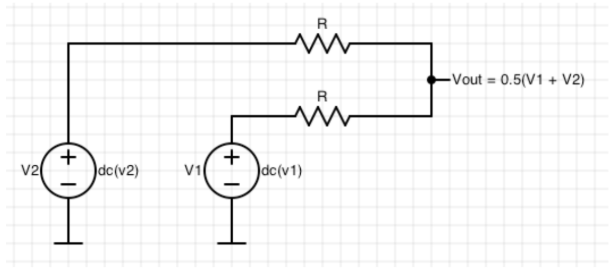 R
Vout = 0.5(V1 + V2)
R
V2
+
−
dc(v2)
V1
+
−
dc(v1)